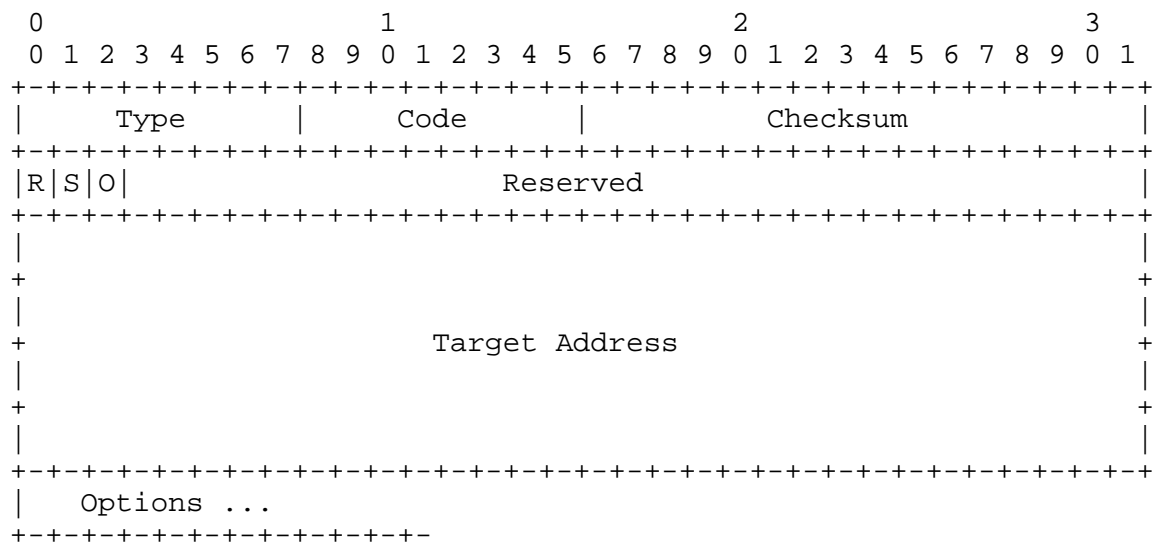 0                   1                   2                   3
 0 1 2 3 4 5 6 7 8 9 0 1 2 3 4 5 6 7 8 9 0 1 2 3 4 5 6 7 8 9 0 1
+-+-+-+-+-+-+-+-+-+-+-+-+-+-+-+-+-+-+-+-+-+-+-+-+-+-+-+-+-+-+-+-+
|     Type      |     Code      |          Checksum             |
+-+-+-+-+-+-+-+-+-+-+-+-+-+-+-+-+-+-+-+-+-+-+-+-+-+-+-+-+-+-+-+-+
|R|S|O|                     Reserved                            |
+-+-+-+-+-+-+-+-+-+-+-+-+-+-+-+-+-+-+-+-+-+-+-+-+-+-+-+-+-+-+-+-+
|                                                               |
+                                                               +
|                                                               |
+                       Target Address                          +
|                                                               |
+                                                               +
|                                                               |
+-+-+-+-+-+-+-+-+-+-+-+-+-+-+-+-+-+-+-+-+-+-+-+-+-+-+-+-+-+-+-+-+
|   Options ...
+-+-+-+-+-+-+-+-+-+-+-+-